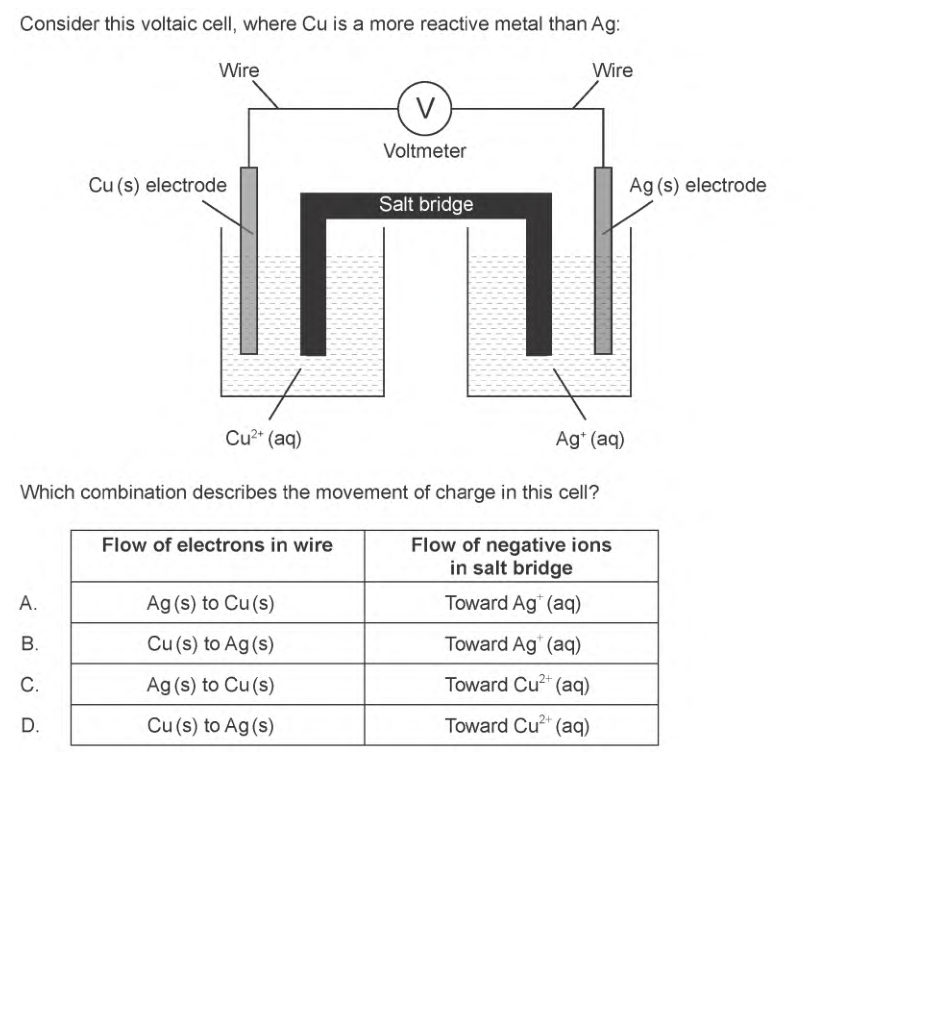 Consider this voltaic cell, where Cu is a more reactive metal than Ag:
Wire
Wire
V
Voltmeter
Cu (s) electrode
Ag (s) electrode
Salt bridge
Cu²⁺ (aq)
Ag⁺ (aq)
Which combination describes the movement of charge in this cell?
Flow of electrons in wire
Flow of negative ions
in salt bridge
A. Ag (s) to Cu (s) Toward Ag⁺ (aq)
B. Cu (s) to Ag (s) Toward Ag⁺ (aq)
C. Ag (s) to Cu (s) Toward Cu²⁺ (aq)
D. Cu (s) to Ag (s) Toward Cu²⁺ (aq)